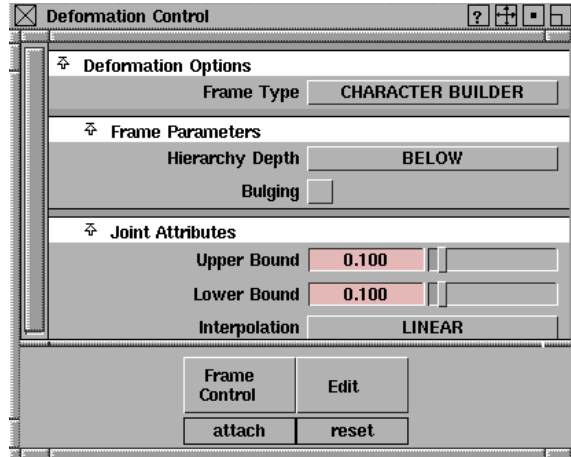 Deformation Control ?
Deformation Options
Frame Type CHARACTER BUILDER
Frame Parameters
Hierarchy Depth BELOW
Bulging
Joint Attributes
Upper Bound 0.100
Lower Bound 0.100
Interpolation LINEAR
Frame Control
Edit
attach reset